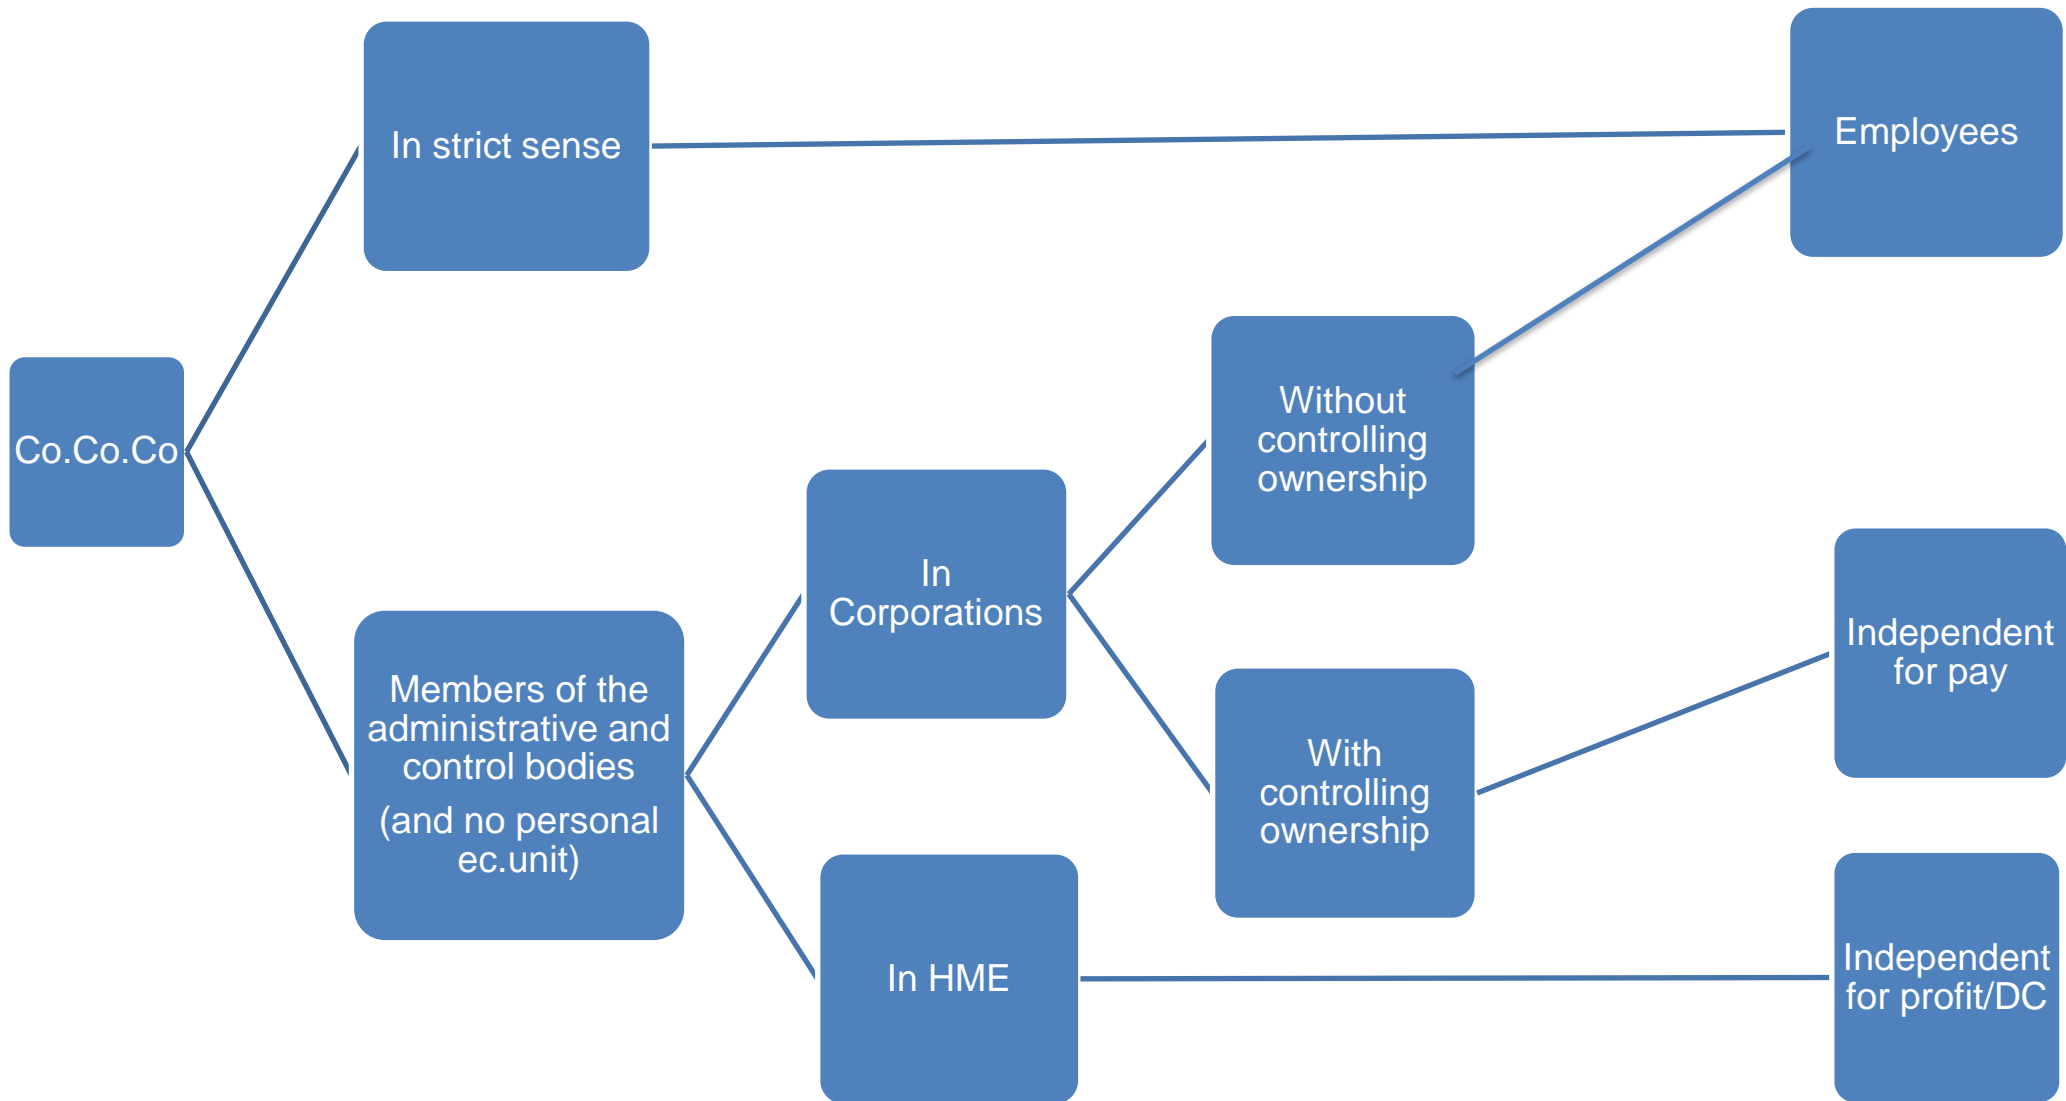 In strict sense
Employees
Co.Co.Co
Without
controlling
ownership
In
Corporations
Members of the
administrative and
control bodies
(and no personal
ec.unit)
With
controlling
ownership
Independent
for pay
In HME
Independent
for profit/DC